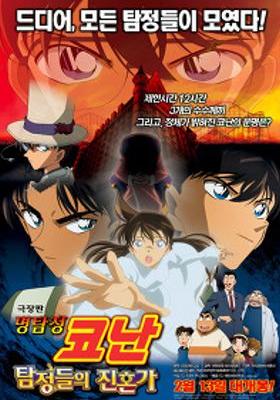 드디어, 모든 탐정들이 모였다!
제한시간 12시간
3개의 수수께끼
그리고, 정체가 밝혀진 코난의 운명은?
극장판
명탐정
코난
탐정들의 진혼가
2월 13일 대개봉!